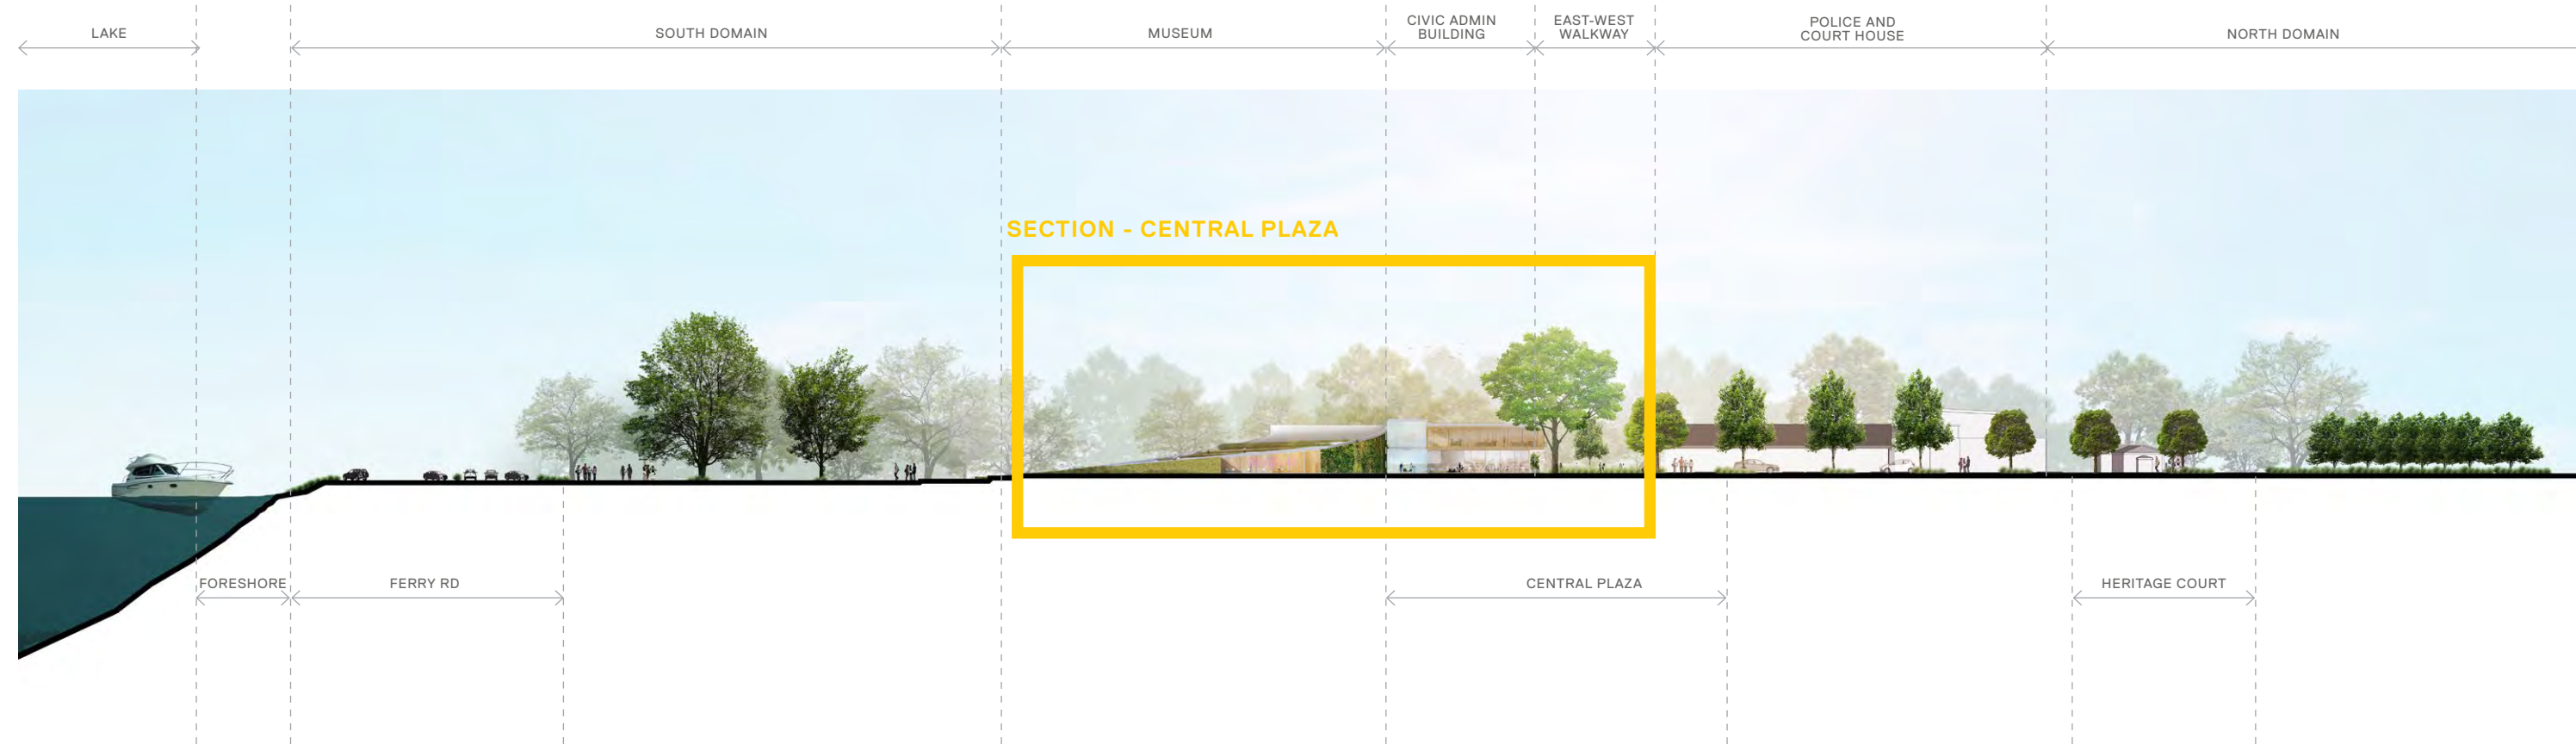 LAKE
SOUTH DOMAIN
MUSEUM
CIVIC ADMIN
BUILDING
EAST-WEST
WALKWAY
POLICE AND
COURT HOUSE
NORTH DOMAIN
SECTION - CENTRAL PLAZA
FORESHORE
FERRY RD
CENTRAL PLAZA
HERITAGE COURT